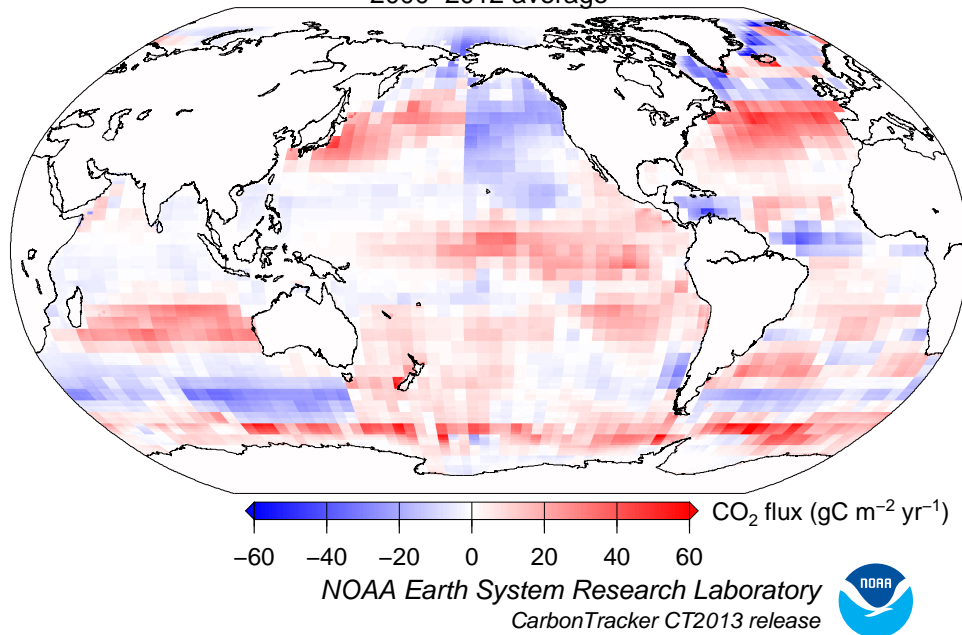 CO₂ flux (gC m⁻² yr⁻¹)
−60 −40 −20 0 20 40 60
NOAA Earth System Research Laboratory
CarbonTracker CT2013 release
NOAA